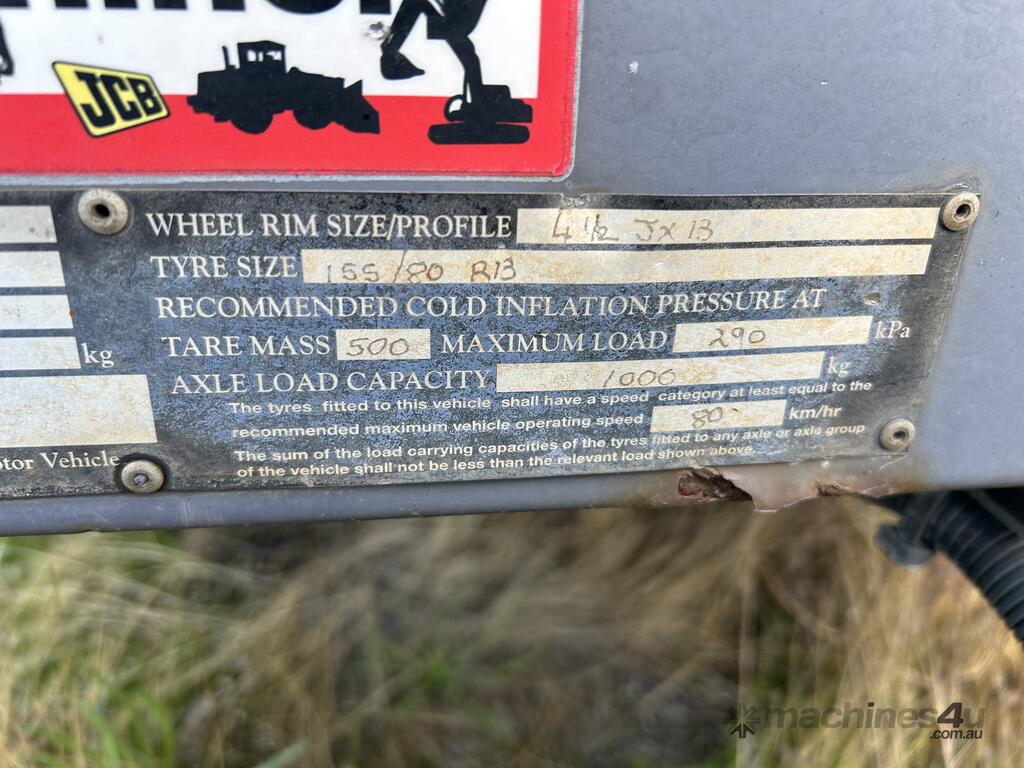 JCB
WHEEL RIM SIZE/PROFILE 4 1/2 Jx13
TYRE SIZE 155/80 R13
RECOMMENDED COLD INFLATION PRESSURE AT
TARE MASS 500 MAXIMUM LOAD 290 kPa
kg AXLE LOAD CAPACITY 1000 kg
The tyres fitted to this vehicle shall have a speed category at least equal to the
recommended maximum vehicle operating speed 80 km/hr
The sum of the load carrying capacities of the tyres fitted to any axle or axle group
of the vehicle shall not be less than the relevant load shown above.
otor Vehicle
machines4u
.com.au